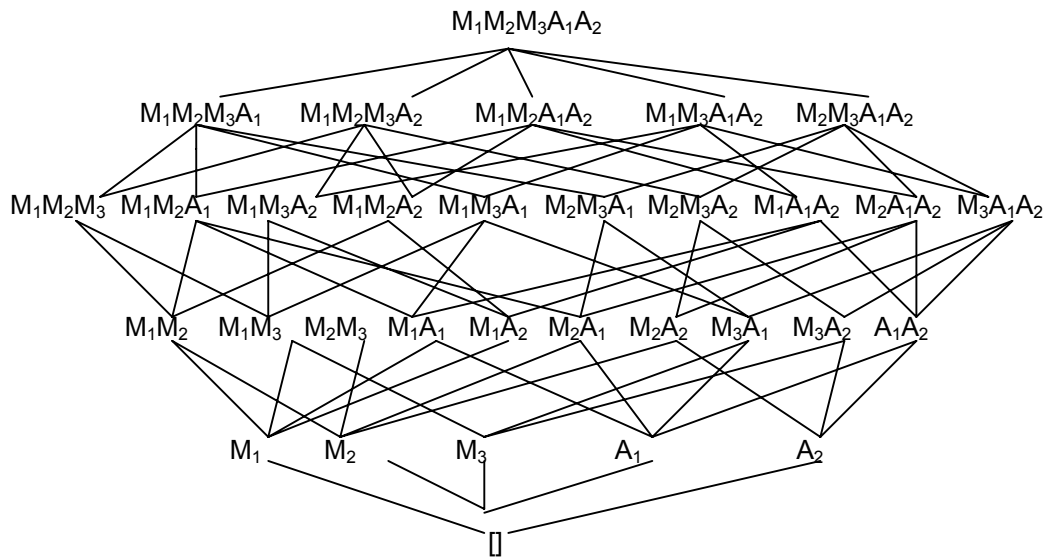 M₁M₂M₃A₁A₂
M₁M₂M₃A₁ M₁M₂M₃A₂ M₁M₂A₁A₂ M₁M₃A₁A₂ M₂M₃A₁A₂
M₁M₂M₃ M₁M₂A₁ M₁M₃A₂ M₁M₂A₂ M₁M₃A₁ M₂M₃A₁ M₂M₃A₂ M₁A₁A₂ M₂A₁A₂ M₃A₁A₂
M₁M₂ M₁M₃ M₂M₃ M₁A₁ M₁A₂ M₂A₁ M₂A₂ M₃A₁ M₃A₂ A₁A₂
M₁ M₂ M₃ A₁ A₂
[]